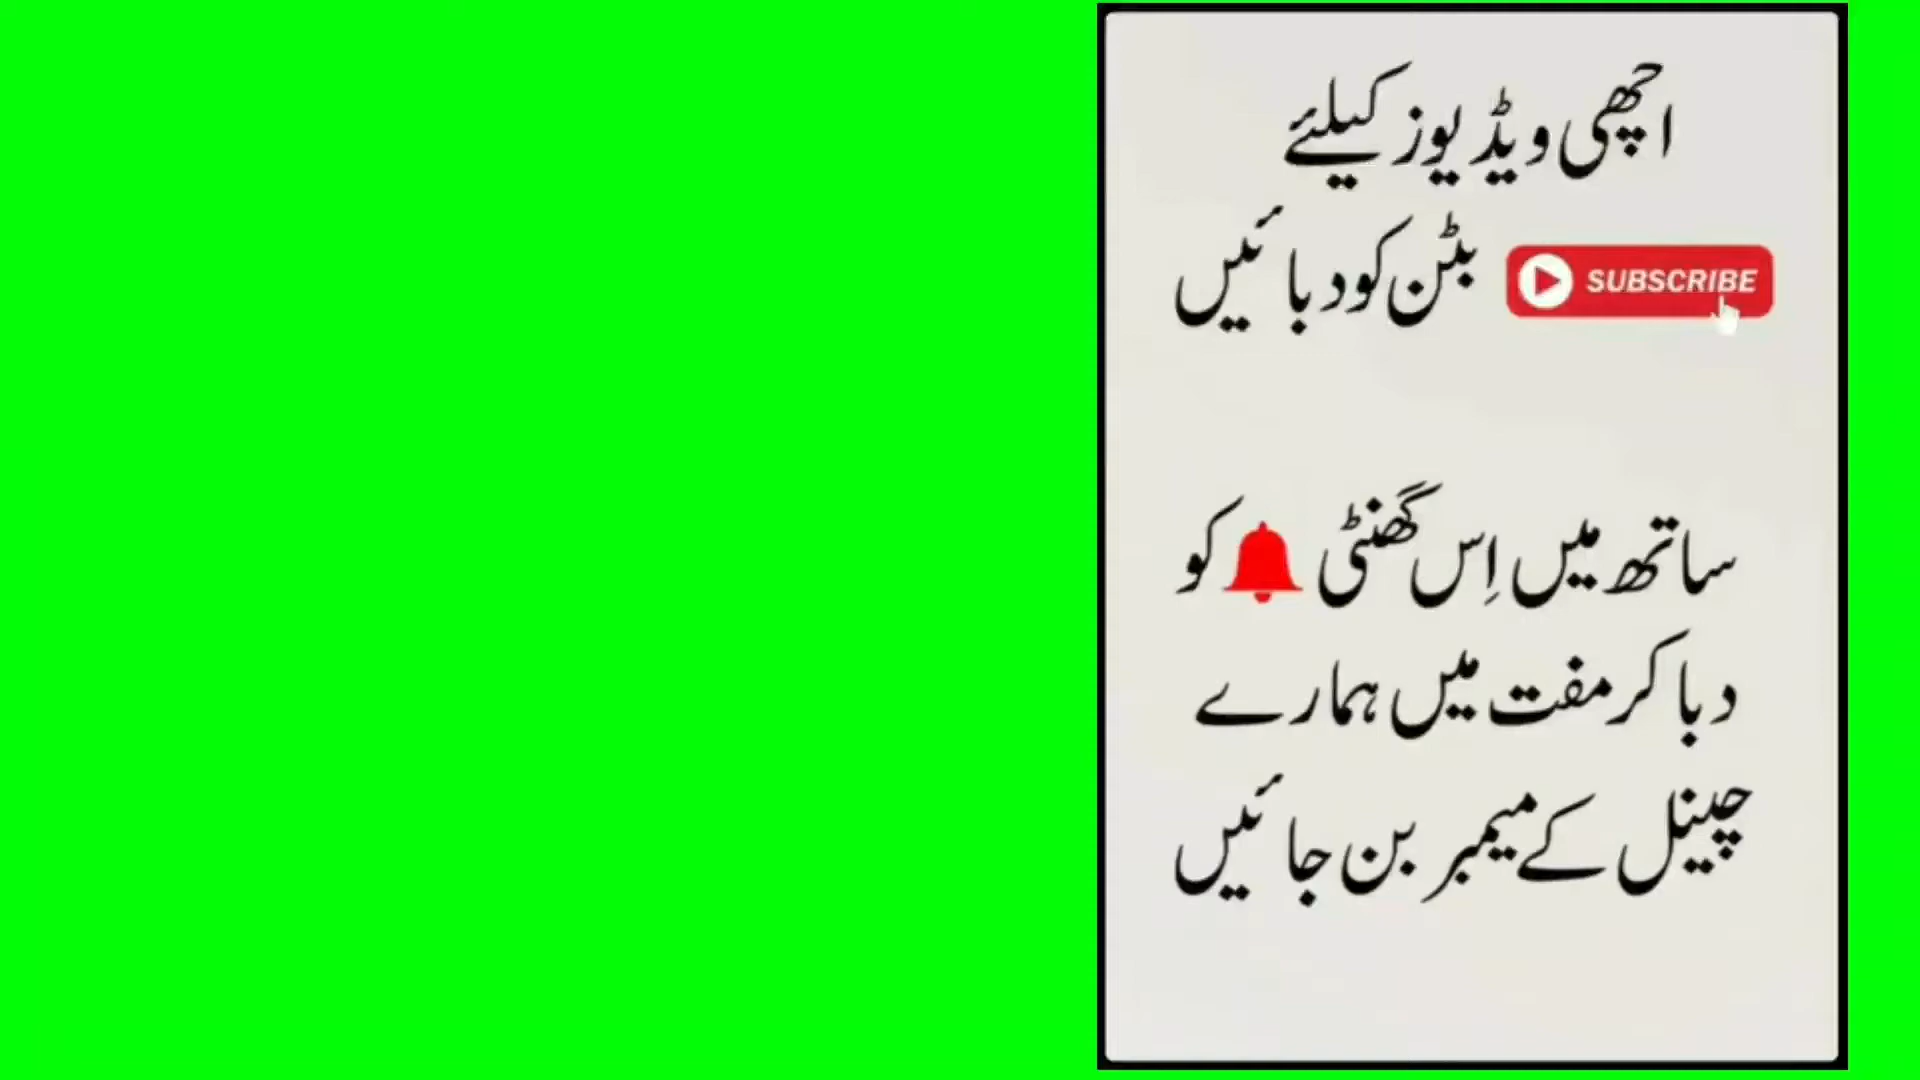 اچھی ویڈیوز کیلئے
SUBSCRIBE بٹن کو دبائیں
ساتھ میں اِس گھنٹی کو
دبا کر مفت میں ہمارے
چینل کے میمبر بن جائیں